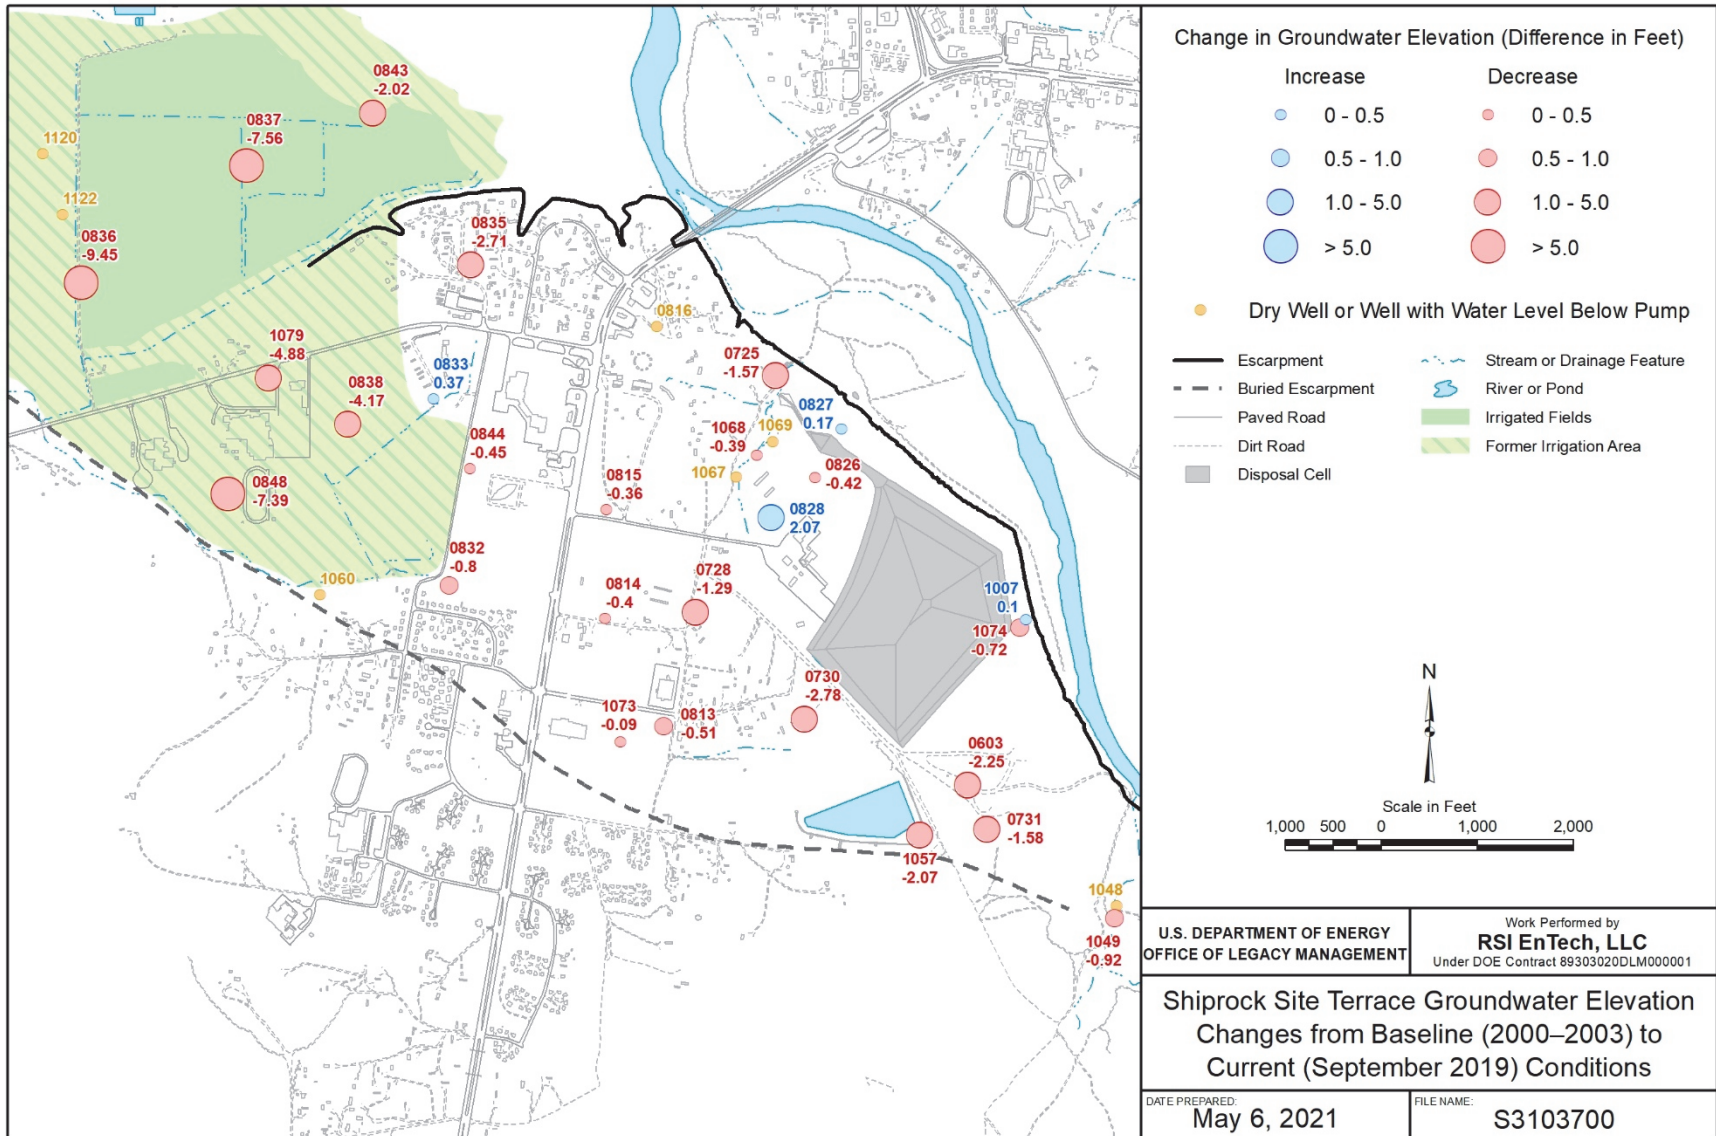 0843
-2.02
0837
-7.56
1120
1122
0836
-9.45
0835
-2.71
0816
1079
-4.88
0838
-4.17
0833
0.37
0725
-1.57
0827
0.17
1068
-0.39
1069
0844
-0.45
0848
-7.39
0815
-0.36
1067
0826
-0.42
0828
2.07
0832
-0.8
1060
0814
-0.4
0728
-1.29
1007
0.1
1074
-0.72
0730
-2.78
1073
-0.09
0813
-0.51
0603
-2.25
0731
-1.58
1057
-2.07
1048
1049
-0.92
Change in Groundwater Elevation (Difference in Feet)
Increase Decrease
0 - 0.5 0 - 0.5
0.5 - 1.0 0.5 - 1.0
1.0 - 5.0 1.0 - 5.0
> 5.0 > 5.0
Dry Well or Well with Water Level Below Pump
Escarpment Stream or Drainage Feature
Buried Escarpment River or Pond
Paved Road Irrigated Fields
Dirt Road Former Irrigation Area
Disposal Cell
N
Scale in Feet
1,000 500 0 1,000 2,000
U.S. DEPARTMENT OF ENERGY
OFFICE OF LEGACY MANAGEMENT
Work Performed by
RSI EnTech, LLC
Under DOE Contract 89303020DLM000001
Shiprock Site Terrace Groundwater Elevation
Changes from Baseline (2000–2003) to
Current (September 2019) Conditions
DATE PREPARED:
May 6, 2021
FILE NAME:
S3103700